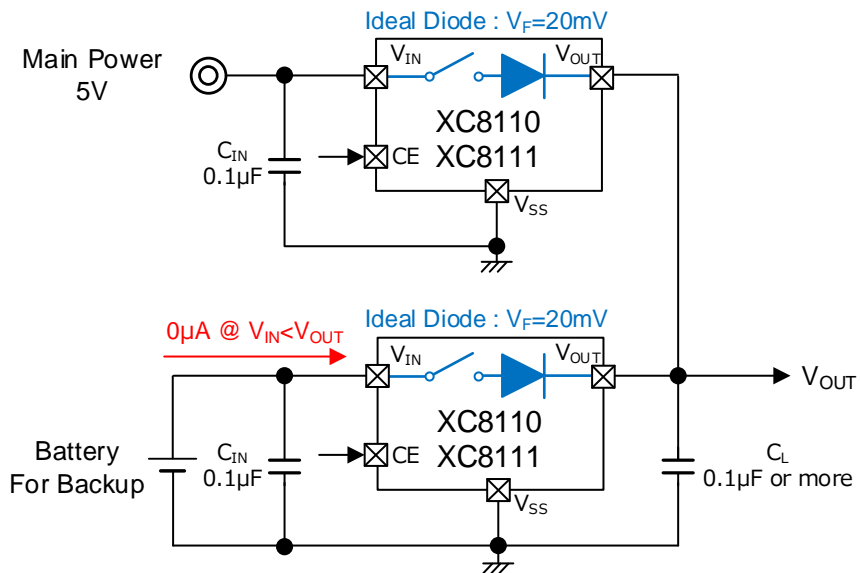 Ideal Diode : VF=20mV
Main Power
5V
VIN
VOUT
XC8110
XC8111
CE
CIN
0.1µF
VSS
0µA @ VIN<VOUT
Ideal Diode : VF=20mV
VIN
VOUT
VOUT
XC8110
XC8111
CE
Battery
For Backup
CIN
0.1µF
VSS
CL
0.1µF or more